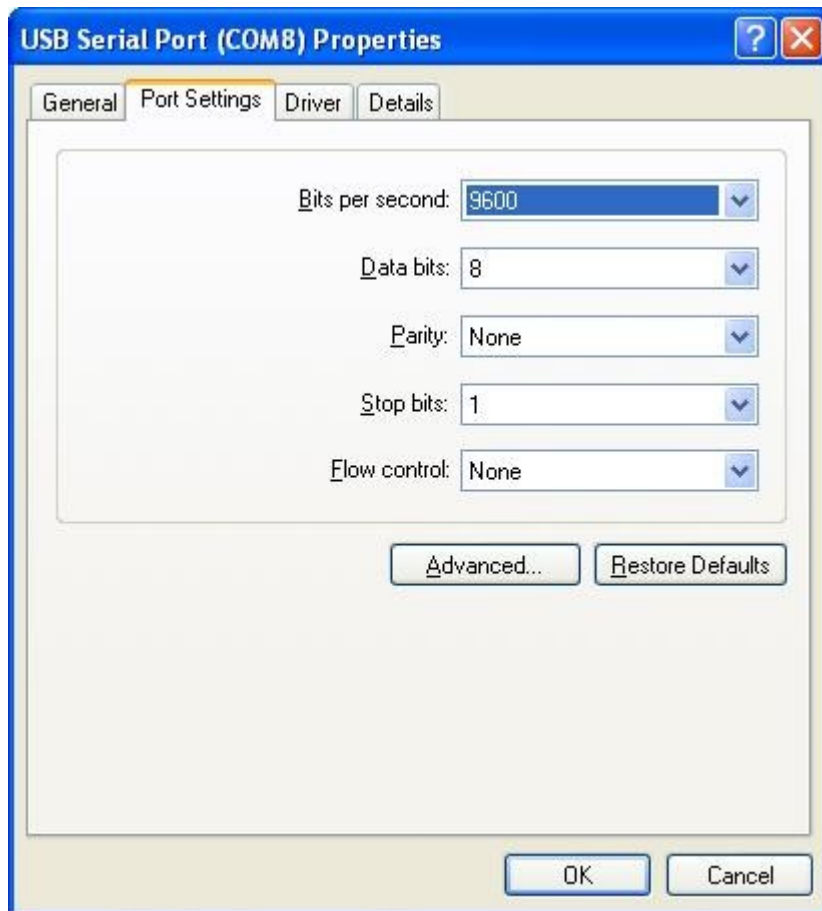 USB Serial Port (COM8) Properties
General Port Settings Driver Details
Bits per second: 9600
Data bits: 8
Parity: None
Stop bits: 1
Flow control: None
Advanced... Restore Defaults
OK Cancel